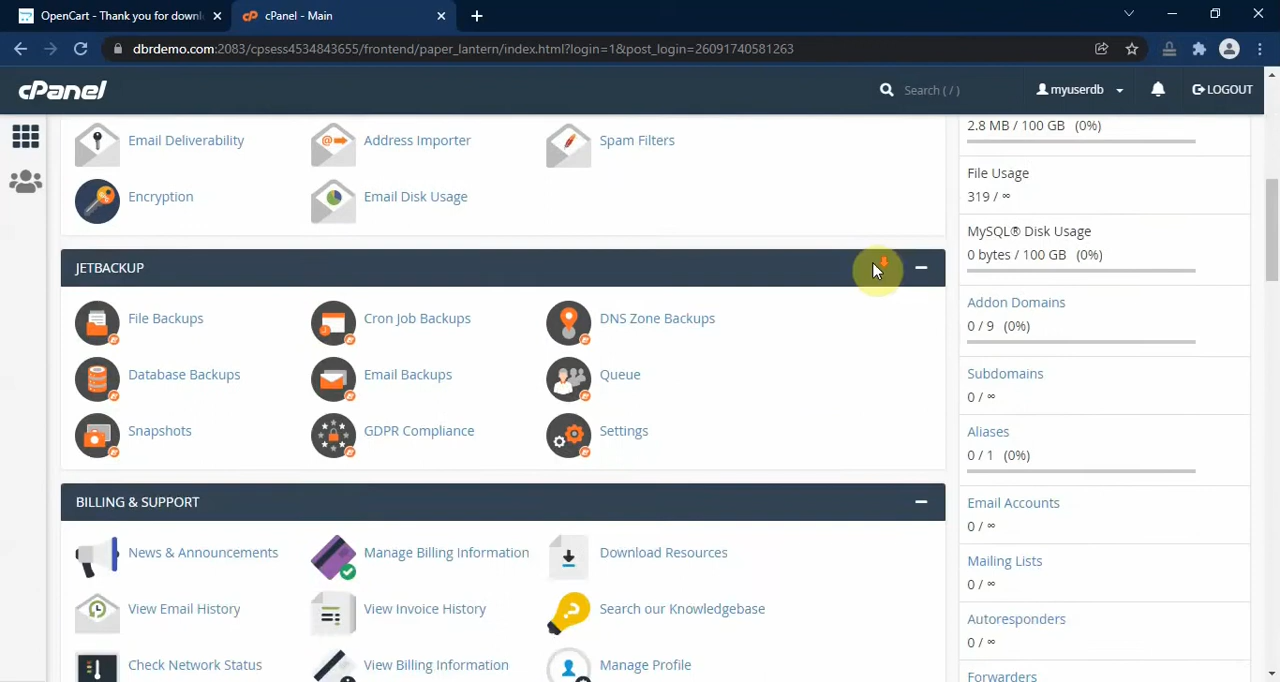 OpenCart - Thank you for downl
cPanel - Main
dbrdemo.com:2083/cpsess4534843655/frontend/paper_lantern/index.html?login=1&post_login=26091740581263
cPanel
Search ( / )
myuserdb
LOGOUT
Email Deliverability
Address Importer
Spam Filters
Encryption
Email Disk Usage
JETBACKUP
File Backups
Cron Job Backups
DNS Zone Backups
Database Backups
Email Backups
Queue
Snapshots
GDPR Compliance
Settings
BILLING & SUPPORT
News & Announcements
Manage Billing Information
Download Resources
View Email History
View Invoice History
Search our Knowledgebase
Check Network Status
View Billing Information
Manage Profile
2.8 MB / 100 GB (0%)
File Usage
319 / ∞
MySQL® Disk Usage
0 bytes / 100 GB (0%)
Addon Domains
0 / 9 (0%)
Subdomains
0 / ∞
Aliases
0 / 1 (0%)
Email Accounts
0 / ∞
Mailing Lists
0 / ∞
Autoresponders
0 / ∞
Forwarders